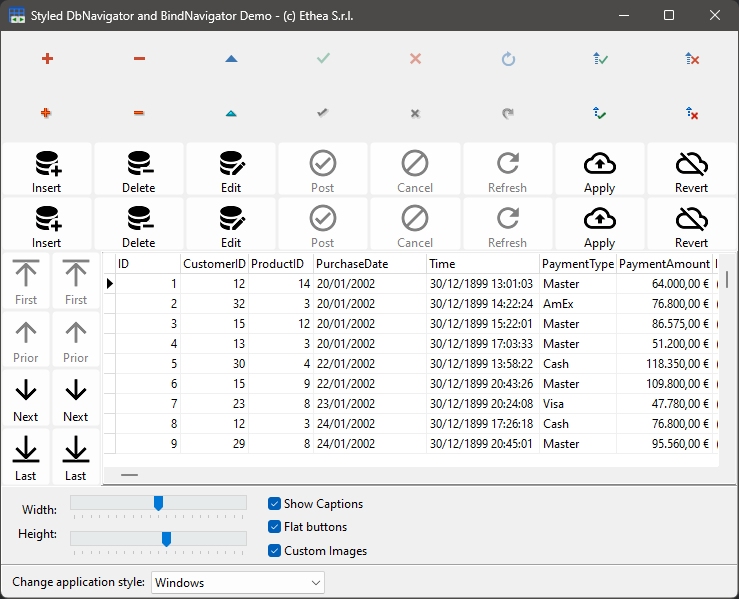 Styled DbNavigator and BindNavigator Demo - (c) Ethea S.r.l.
Insert Delete Edit Post Cancel Refresh Apply Revert
Insert Delete Edit Post Cancel Refresh Apply Revert
First First
Prior Prior
Next Next
Last Last
ID CustomerID ProductID PurchaseDate Time PaymentType PaymentAmount
1 12 14 20/01/2002 30/12/1899 13:01:03 Master 64.000,00 €
2 32 3 20/01/2002 30/12/1899 14:22:24 AmEx 76.800,00 €
3 15 12 20/01/2002 30/12/1899 15:22:01 Master 86.575,00 €
4 13 3 20/01/2002 30/12/1899 17:03:33 Master 51.200,00 €
5 30 4 22/01/2002 30/12/1899 13:58:22 Cash 118.350,00 €
6 15 9 22/01/2002 30/12/1899 20:43:26 Master 109.800,00 €
7 23 8 23/01/2002 30/12/1899 20:24:08 Visa 47.780,00 €
8 12 3 24/01/2002 30/12/1899 17:26:18 Cash 76.800,00 €
9 29 8 24/01/2002 30/12/1899 20:45:01 Master 95.560,00 €
Width:
Height:
Show Captions
Flat buttons
Custom Images
Change application style: Windows